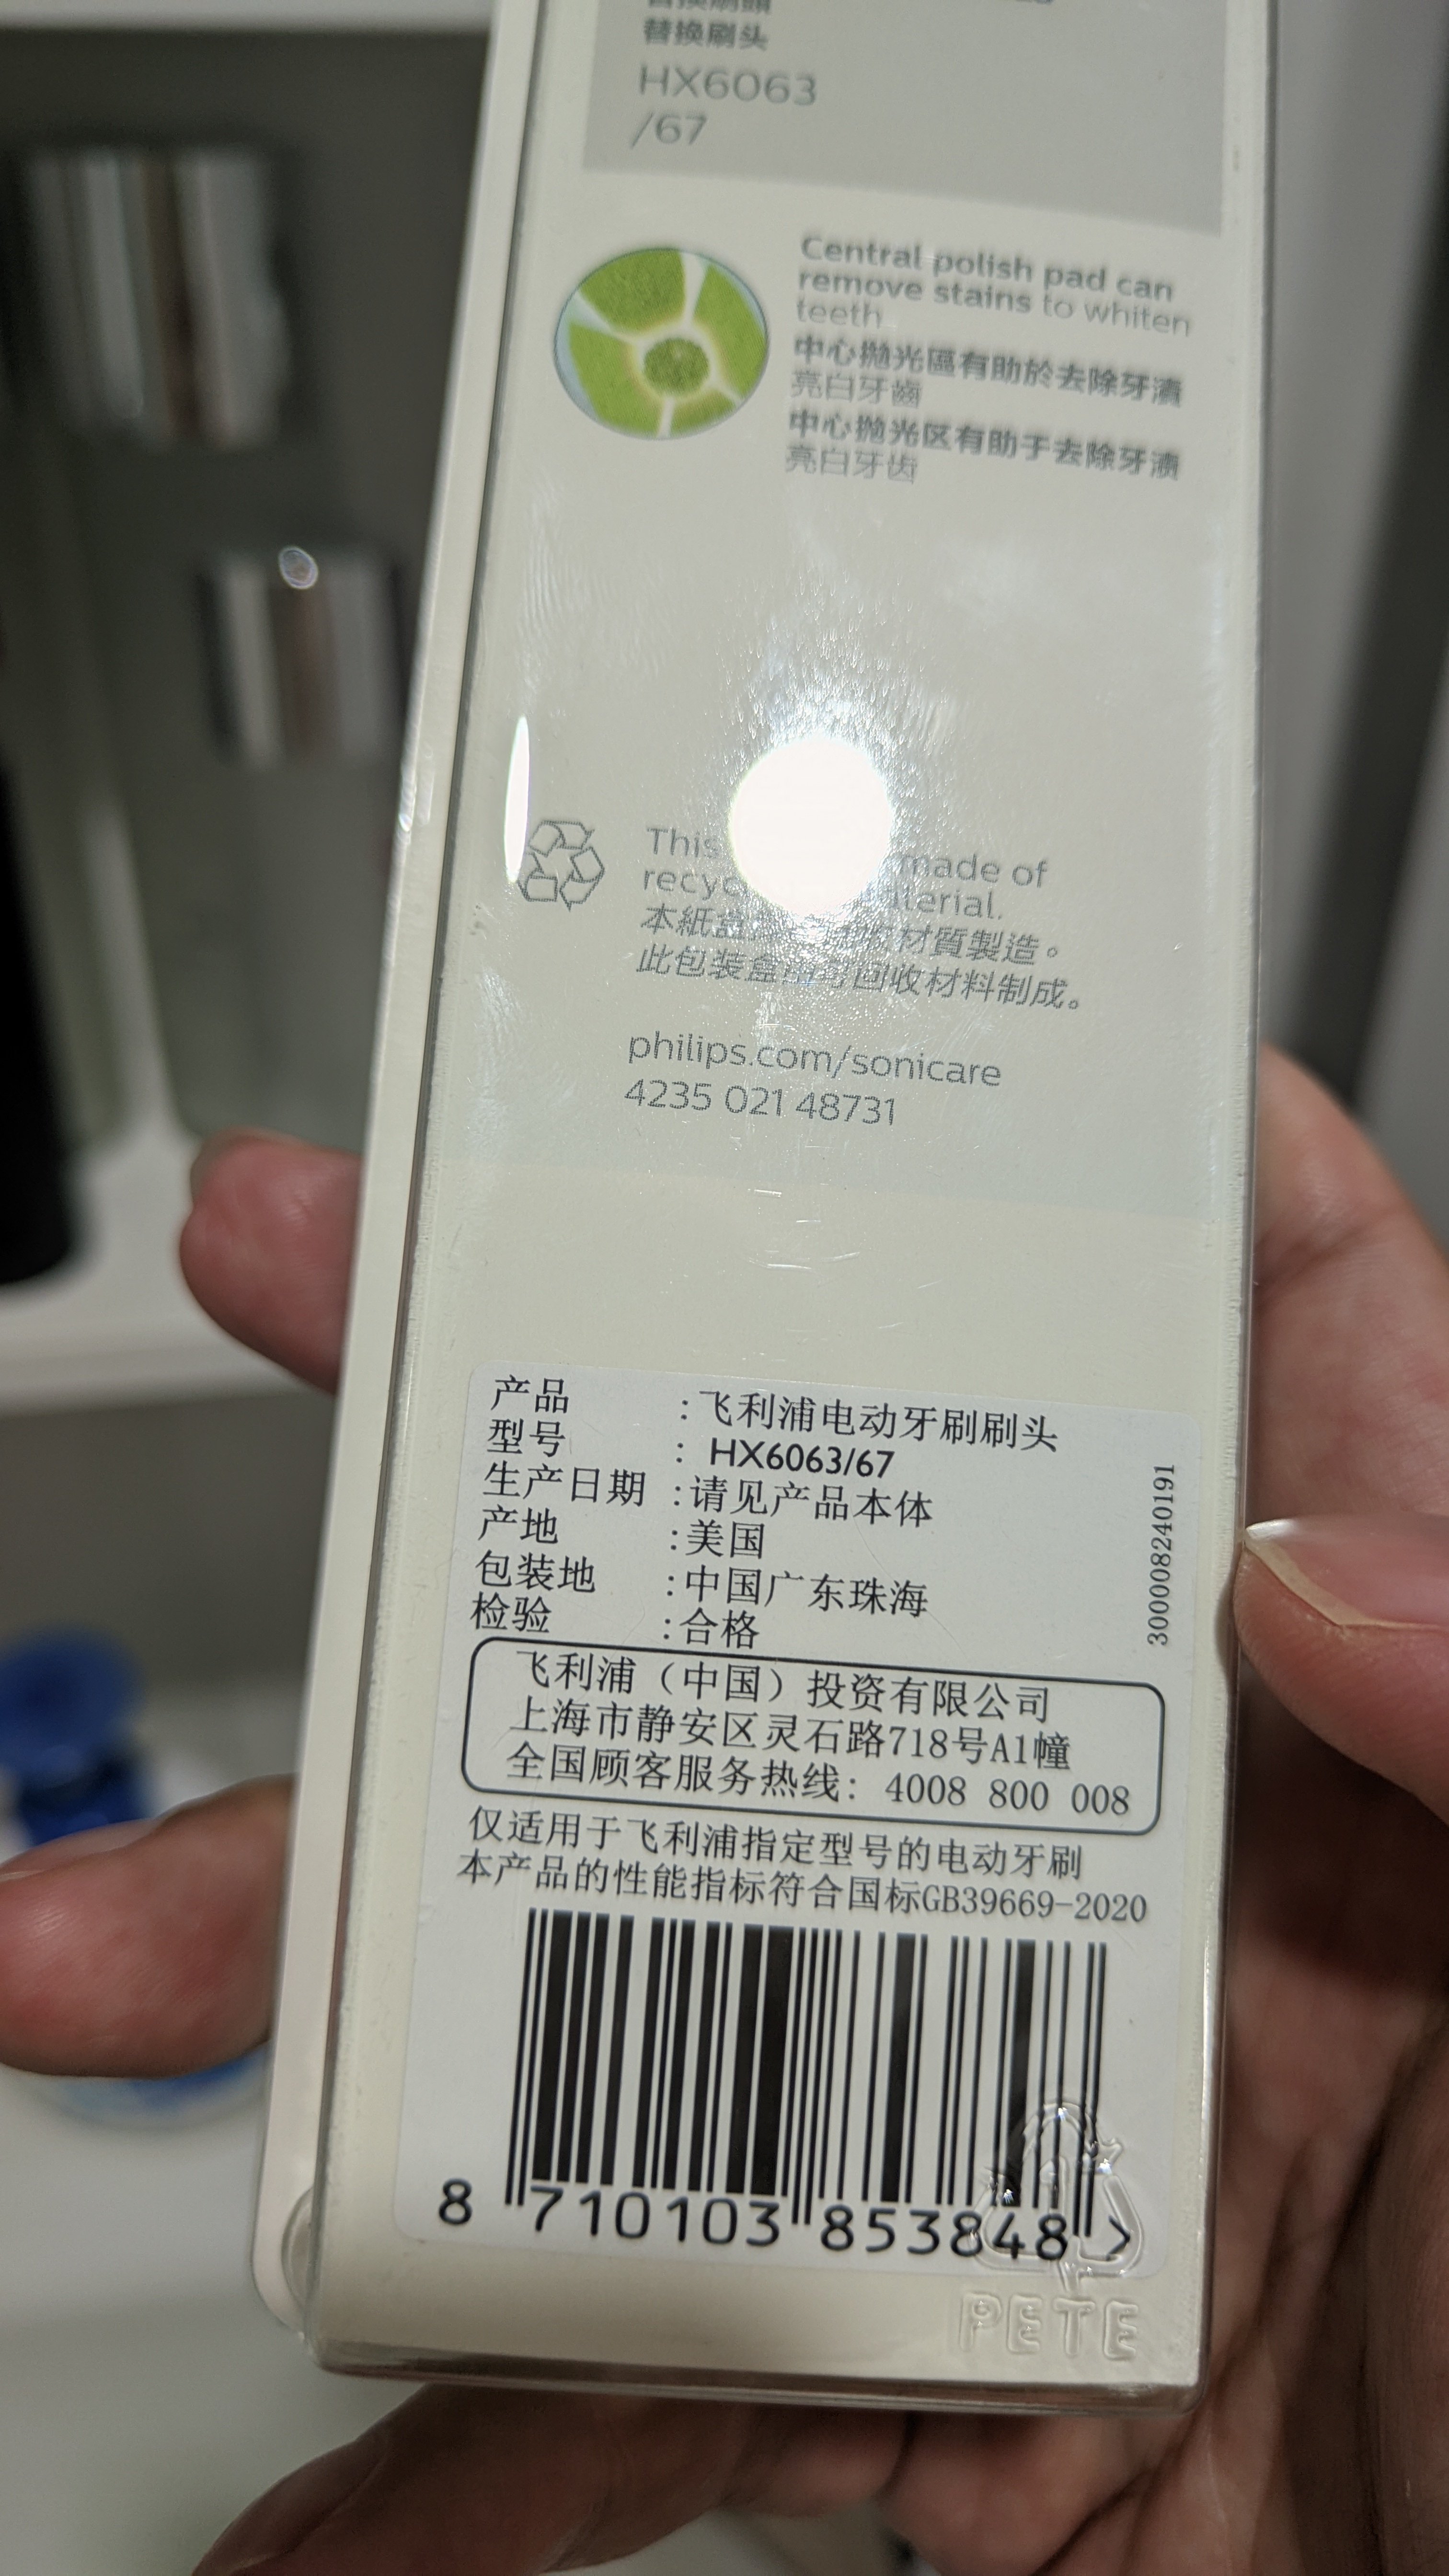 替换刷头
HX6063
/67
Central polish pad can
remove stains to whiten
teeth
中心拋光區有助於去除牙漬
亮白牙齒
中心抛光区有助于去除牙渍
亮白牙齿
This made of
material.
本紙盒 材質製造。
此包装盒 回收材料制成。
philips.com/sonicare
4235 021 48731
产品 :飞利浦电动牙刷刷头
型号 : HX6063/67
生产日期 :请见产品本体
产地 :美国
包装地 :中国广东珠海
检验 :合格
300008240191
飞利浦（中国）投资有限公司
上海市静安区灵石路718号A1幢
全国顾客服务热线: 4008 800 008
仅适用于飞利浦指定型号的电动牙刷
本产品的性能指标符合国标GB39669-2020
8 710103 853848 >
PETE